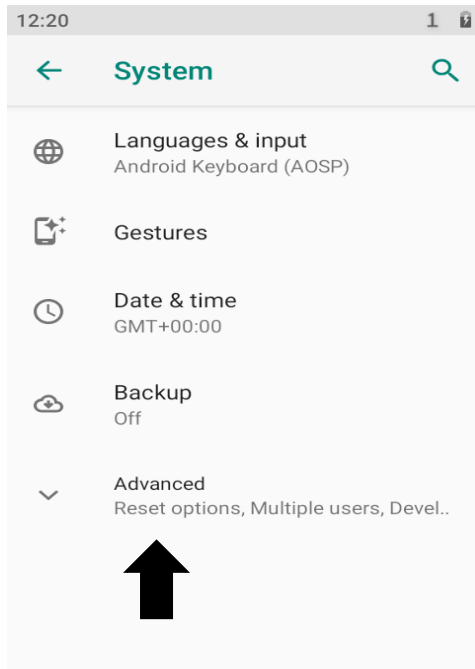 12:20
1
System
Languages & input
Android Keyboard (AOSP)
Gestures
Date & time
GMT+00:00
Backup
Off
Advanced
Reset options, Multiple users, Devel..